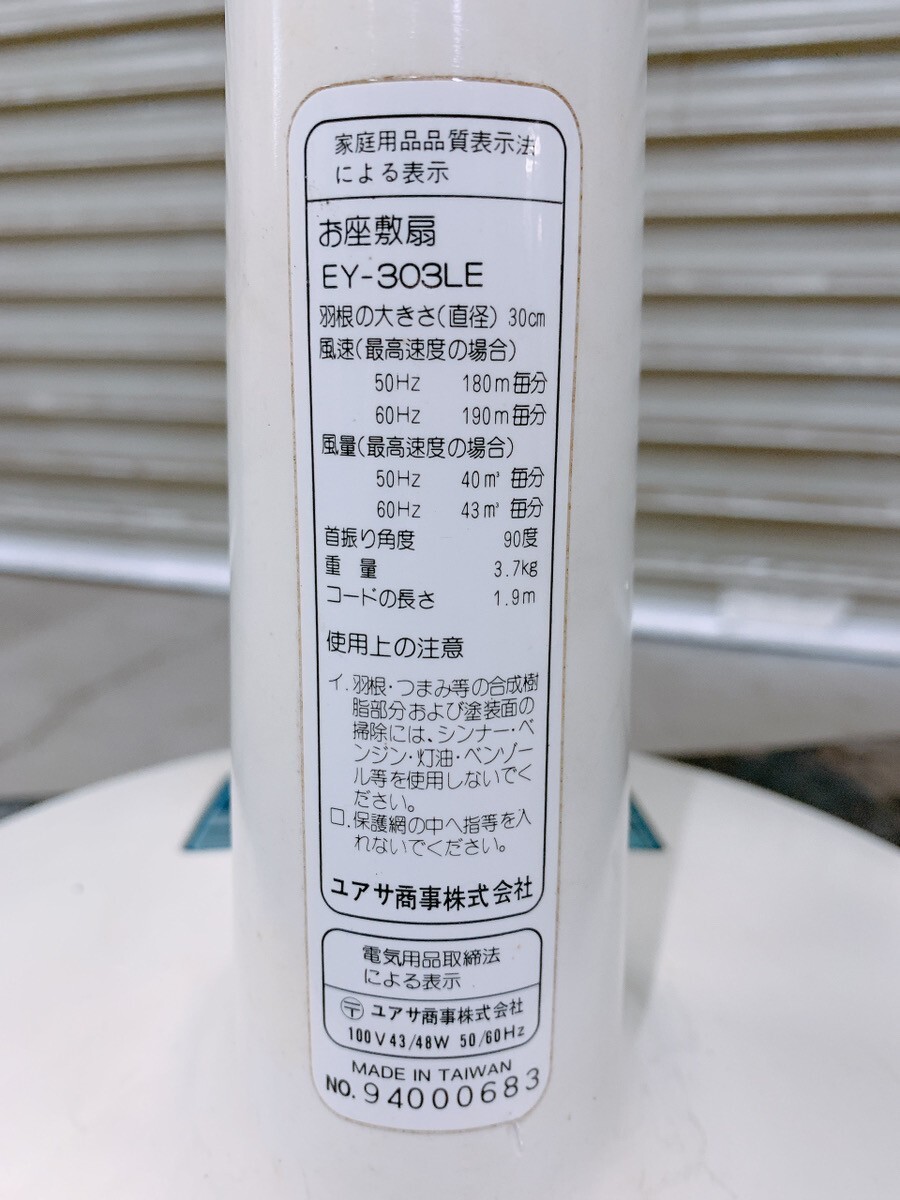 家庭用品品質表示法
による表示
お座敷扇
EY-303LE
羽根の大きさ(直径) 30cm
風速(最高速度の場合)
50Hz 180m毎分
60Hz 190m毎分
風量(最高速度の場合)
50Hz 40m³ 毎分
60Hz 43m³ 毎分
首振り角度 90度
重量 3.7kg
コードの長さ 1.9m
使用上の注意
イ.羽根・つまみ等の合成樹
脂部分および塗装面の
掃除には、シンナー・ベ
ンジン・灯油・ベンゾー
ル等を使用しないでく
ださい。
ロ.保護網の中へ指等を入
れないでください。
ユアサ商事株式会社
電気用品取締法
による表示
〶 ユアサ商事株式会社
100V 43/48W 50/60Hz
MADE IN TAIWAN
NO. 94000683